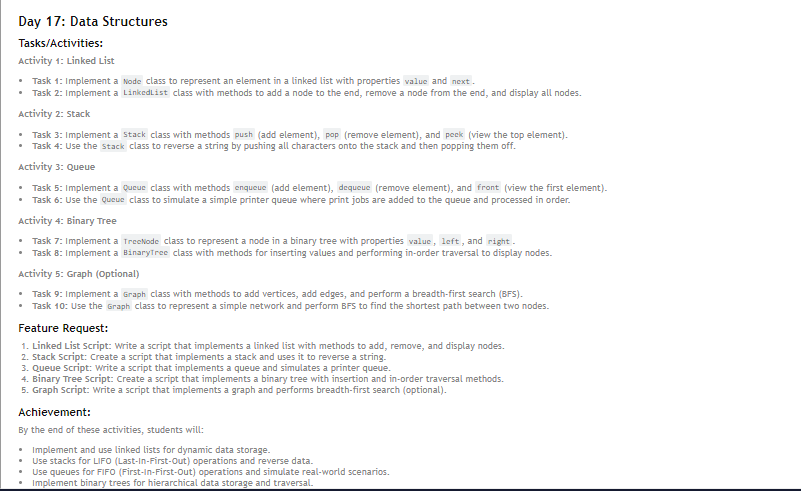 Day 17: Data Structures
Tasks/Activities:
Activity 1: Linked List
• Task 1: Implement a Node class to represent an element in a linked list with properties value and next.
• Task 2: Implement a LinkedList class with methods to add a node to the end, remove a node from the end, and display all nodes.
Activity 2: Stack
• Task 3: Implement a Stack class with methods push (add element), pop (remove element), and peek (view the top element).
• Task 4: Use the Stack class to reverse a string by pushing all characters onto the stack and then popping them off.
Activity 3: Queue
• Task 5: Implement a Queue class with methods enqueue (add element), dequeue (remove element), and front (view the first element).
• Task 6: Use the Queue class to simulate a simple printer queue where print jobs are added to the queue and processed in order.
Activity 4: Binary Tree
• Task 7: Implement a TreeNode class to represent a node in a binary tree with properties value, left, and right.
• Task 8: Implement a BinaryTree class with methods for inserting values and performing in-order traversal to display nodes.
Activity 5: Graph (Optional)
• Task 9: Implement a Graph class with methods to add vertices, add edges, and perform a breadth-first search (BFS).
• Task 10: Use the Graph class to represent a simple network and perform BFS to find the shortest path between two nodes.
Feature Request:
1. Linked List Script: Write a script that implements a linked list with methods to add, remove, and display nodes.
2. Stack Script: Create a script that implements a stack and uses it to reverse a string.
3. Queue Script: Write a script that implements a queue and simulates a printer queue.
4. Binary Tree Script: Create a script that implements a binary tree with insertion and in-order traversal methods.
5. Graph Script: Write a script that implements a graph and performs breadth-first search (optional).
Achievement:
By the end of these activities, students will:
• Implement and use linked lists for dynamic data storage.
• Use stacks for LIFO (Last-In-First-Out) operations and reverse data.
• Use queues for FIFO (First-In-First-Out) operations and simulate real-world scenarios.
• Implement binary trees for hierarchical data storage and traversal.